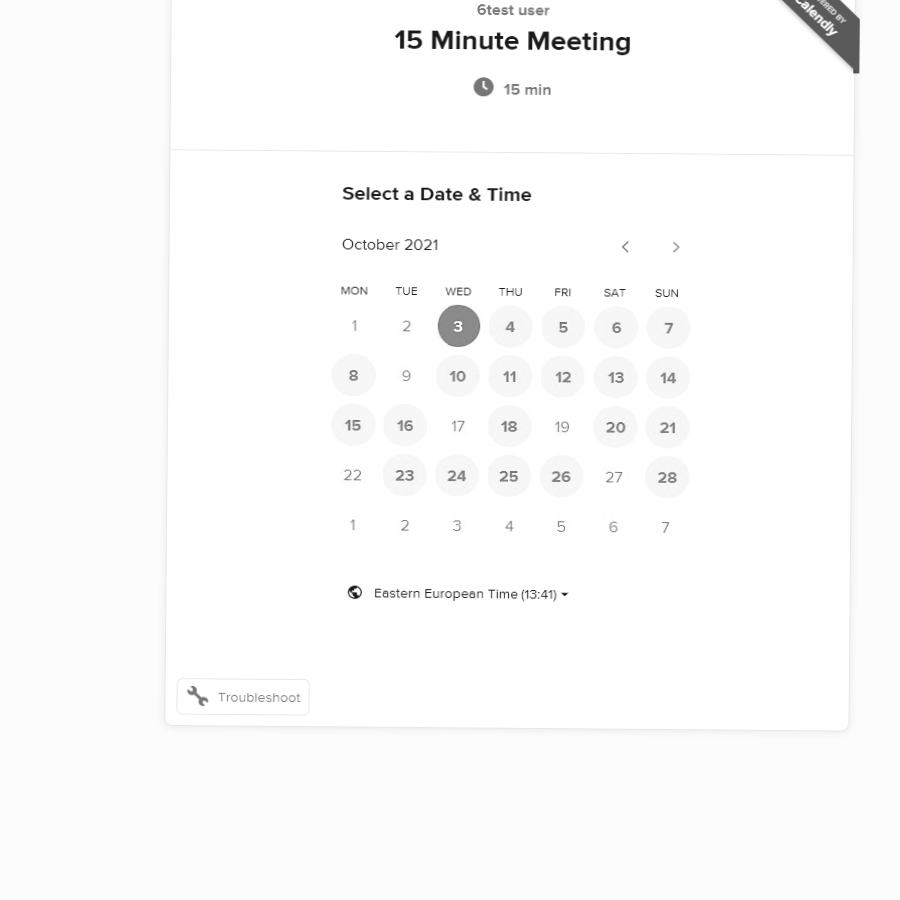 6test user
15 Minute Meeting
15 min
Calendly
Select a Date & Time
October 2021
MON TUE WED THU FRI SAT SUN
1 2 3 4 5 6 7
8 9 10 11 12 13 14
15 16 17 18 19 20 21
22 23 24 25 26 27 28
1 2 3 4 5 6 7
Eastern European Time (13:41)
Troubleshoot